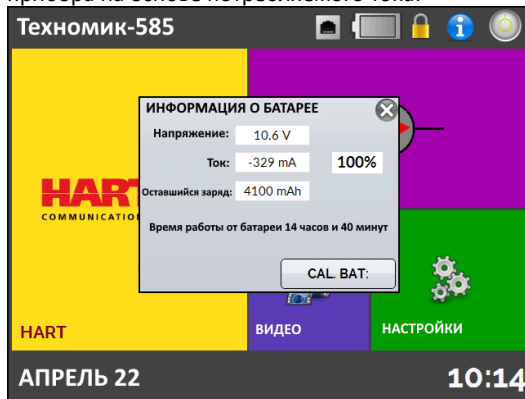 Техномик-585
ИНФОРМАЦИЯ О БАТАРЕЕ
Напряжение: 10.6 V
Ток: -329 mA 100%
Оставшийся заряд: 4100 mAh
Время работы от батареи 14 часов и 40 минут
CAL. BAT:
HART
COMMUNICATIO
HART
ВИДЕО
НАСТРОЙКИ
АПРЕЛЬ 22
10:14